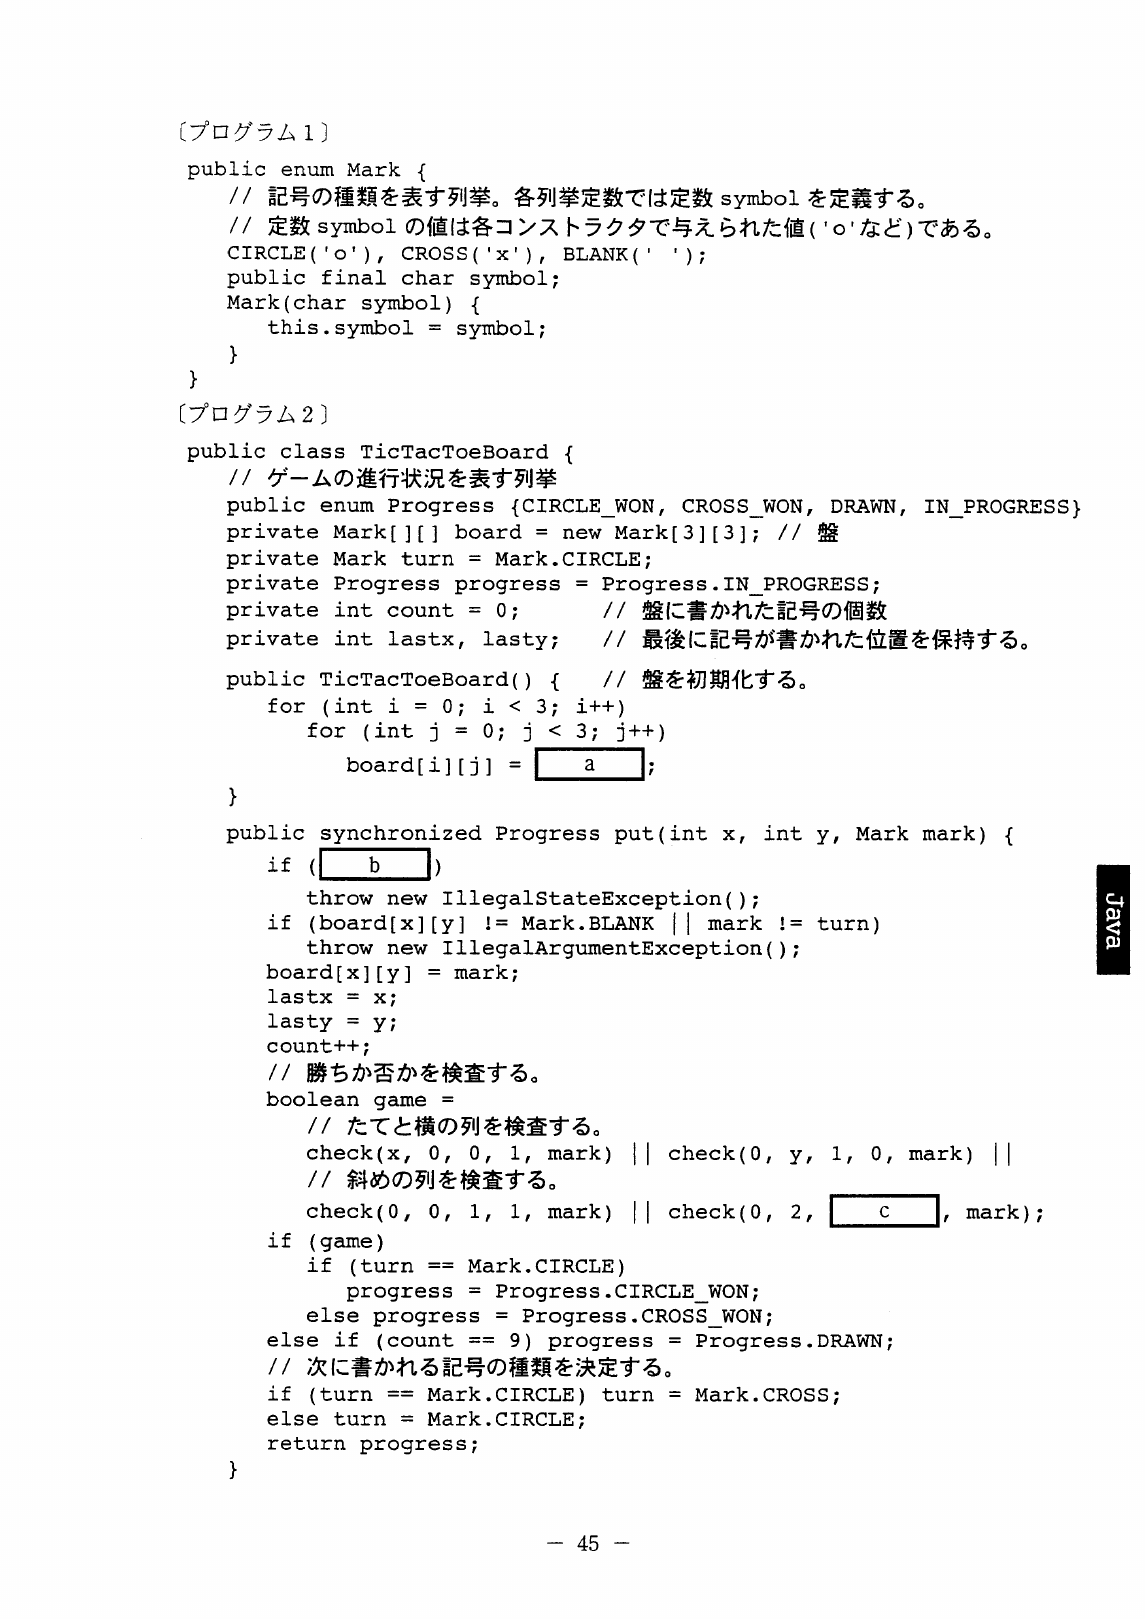 〔プログラム1〕
public enum Mark {
// 記号の種類を表す列挙。各列挙定数では定数 symbol を定義する。
// 定数 symbol の値は各コンストラクタで与えられた値('o'など)である。
CIRCLE('o'), CROSS('x'), BLANK(' ');
public final char symbol;
Mark(char symbol) {
this.symbol = symbol;
}
}
〔プログラム2〕
public class TicTacToeBoard {
// ゲームの進行状況を表す列挙
public enum Progress {CIRCLE_WON, CROSS_WON, DRAWN, IN_PROGRESS}
private Mark[][] board = new Mark[3][3]; // 盤
private Mark turn = Mark.CIRCLE;
private Progress progress = Progress.IN_PROGRESS;
private int count = 0; // 盤に書かれた記号の個数
private int lastx, lasty; // 最後に記号が書かれた位置を保持する。
public TicTacToeBoard() { // 盤を初期化する。
for (int i = 0; i < 3; i++)
for (int j = 0; j < 3; j++)
board[i][j] = a ;
}
public synchronized Progress put(int x, int y, Mark mark) {
if ( b )
throw new IllegalStateException();
if (board[x][y] != Mark.BLANK || mark != turn)
throw new IllegalArgumentException();
board[x][y] = mark;
lastx = x;
lasty = y;
count++;
// 勝ちか否かを検査する。
boolean game =
// たてと横の列を検査する。
check(x, 0, 0, 1, mark) || check(0, y, 1, 0, mark) ||
// 斜めの列を検査する。
check(0, 0, 1, 1, mark) || check(0, 2, c , mark);
if (game)
if (turn == Mark.CIRCLE)
progress = Progress.CIRCLE_WON;
else progress = Progress.CROSS_WON;
else if (count == 9) progress = Progress.DRAWN;
// 次に書かれる記号の種類を決定する。
if (turn == Mark.CIRCLE) turn = Mark.CROSS;
else turn = Mark.CIRCLE;
return progress;
}
Java
— 45 —